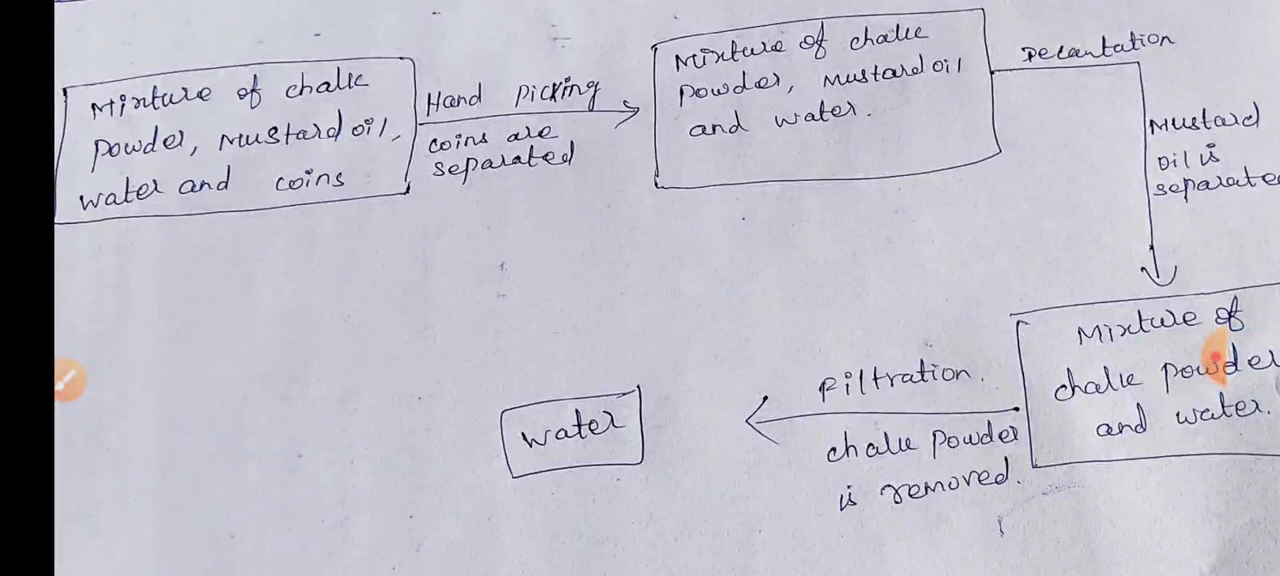 Mixture of chalk
powder, Mustard oil,
water and coins
Hand Picking
coins are
separated
Mixture of chalk
powder, Mustard oil
and water.
Decantation
Mustard
oil is
separate
Mixture of
chalk powder
and water.
Filtration.
chalk powder
is removed.
water